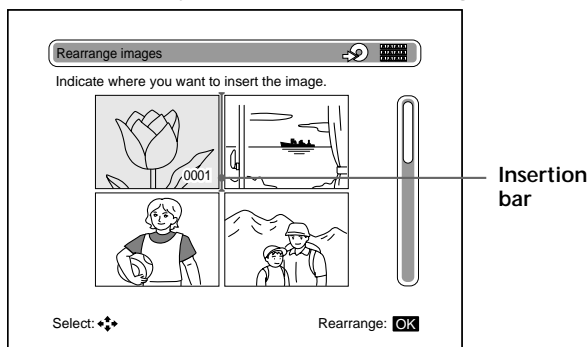 Rearrange images
Indicate where you want to insert the image.
0001
Insertion
bar
Select:
Rearrange: OK